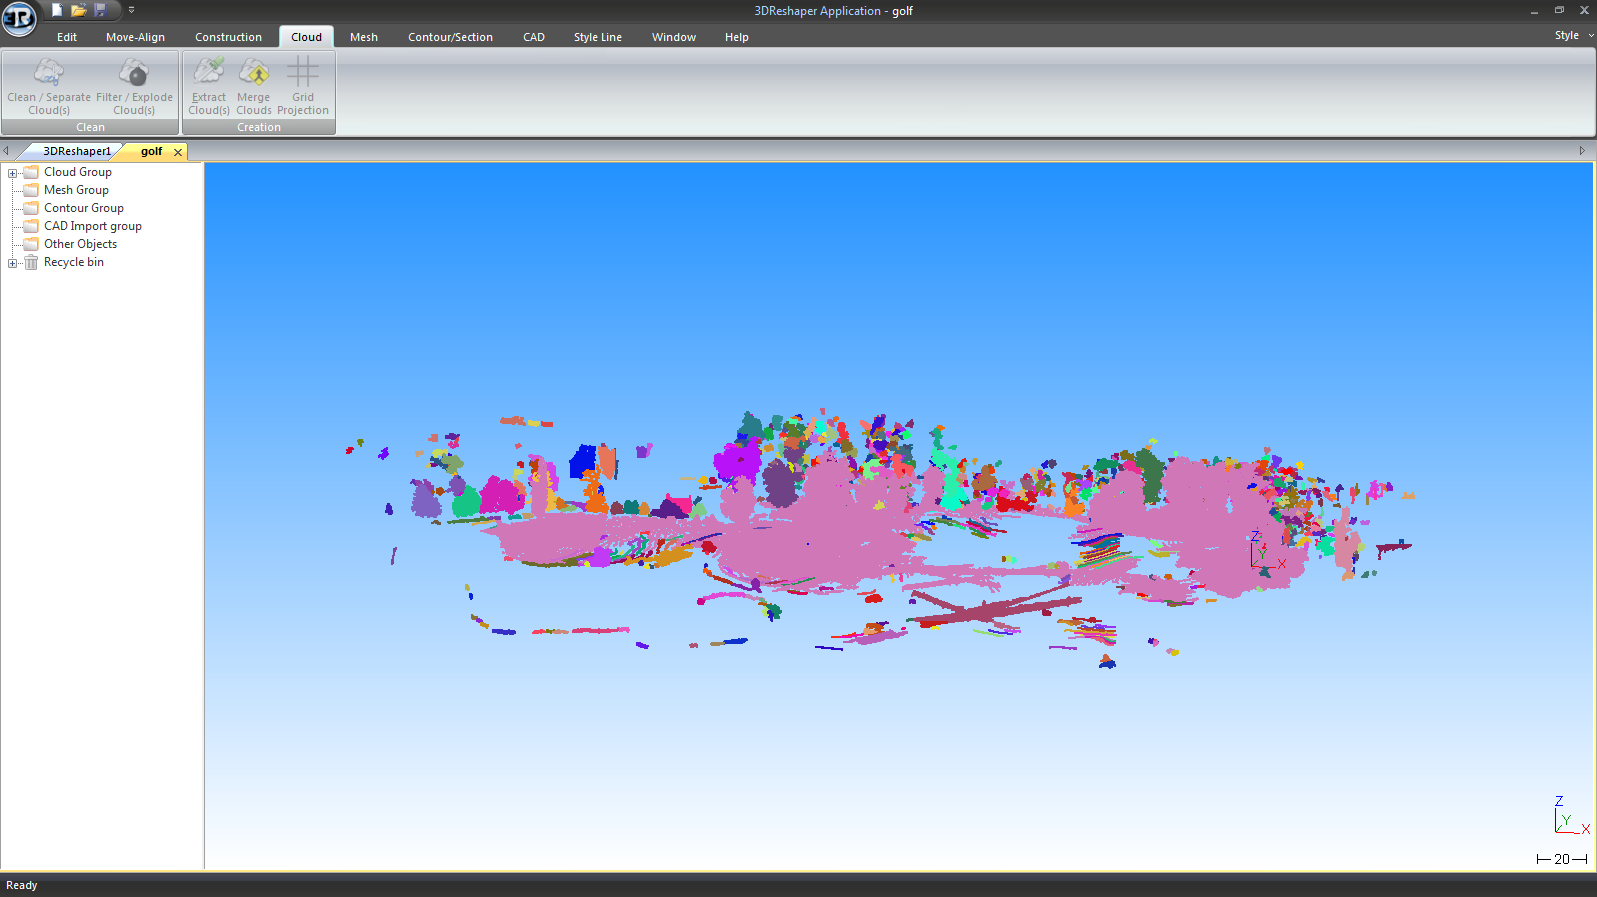 3DReshaper Application - golf
3R
Edit Move-Align Construction Cloud Mesh Contour/Section CAD Style Line Window Help Style
Clean / Separate Cloud(s)
Filter / Explode Cloud(s)
Extract Cloud(s)
Merge Clouds
Grid Projection
Clean Creation
3DReshaper1 golf
Cloud Group
Mesh Group
Contour Group
CAD Import group
Other Objects
Recycle bin
Z
Y
X
Z
Y
X
20
Ready